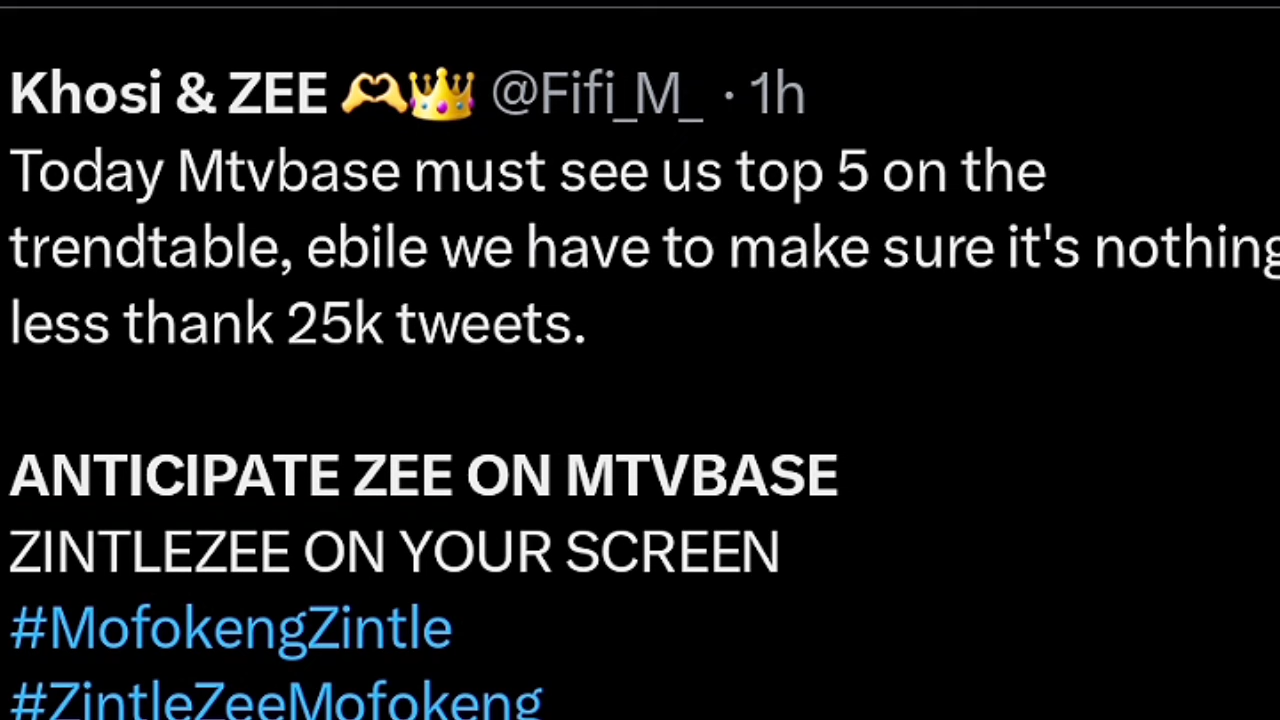 Khosi & ZEE 🫶👑 @Fifi_M_ · 1h
Today Mtvbase must see us top 5 on the
trendtable, ebile we have to make sure it's nothing
less thank 25k tweets.
ANTICIPATE ZEE ON MTVBASE
ZINTLEZEE ON YOUR SCREEN
#MofokengZintle
#ZintleZeeMofokeng